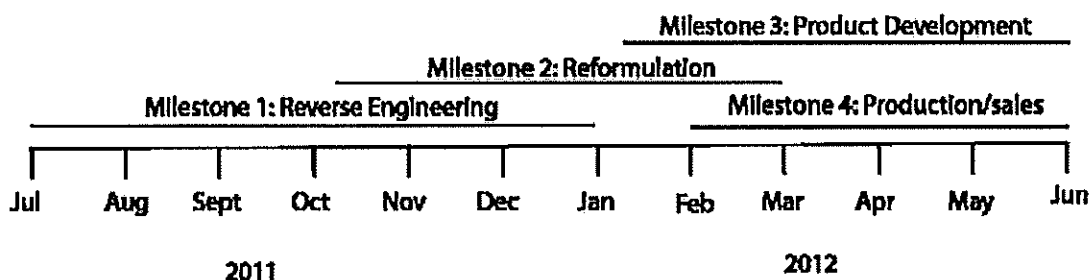 Milestone 3: Product Development
Milestone 2: Reformulation
Milestone 1: Reverse Engineering
Milestone 4: Production/sales
Jul Aug Sept Oct Nov Dec Jan Feb Mar Apr May Jun
2011 2012